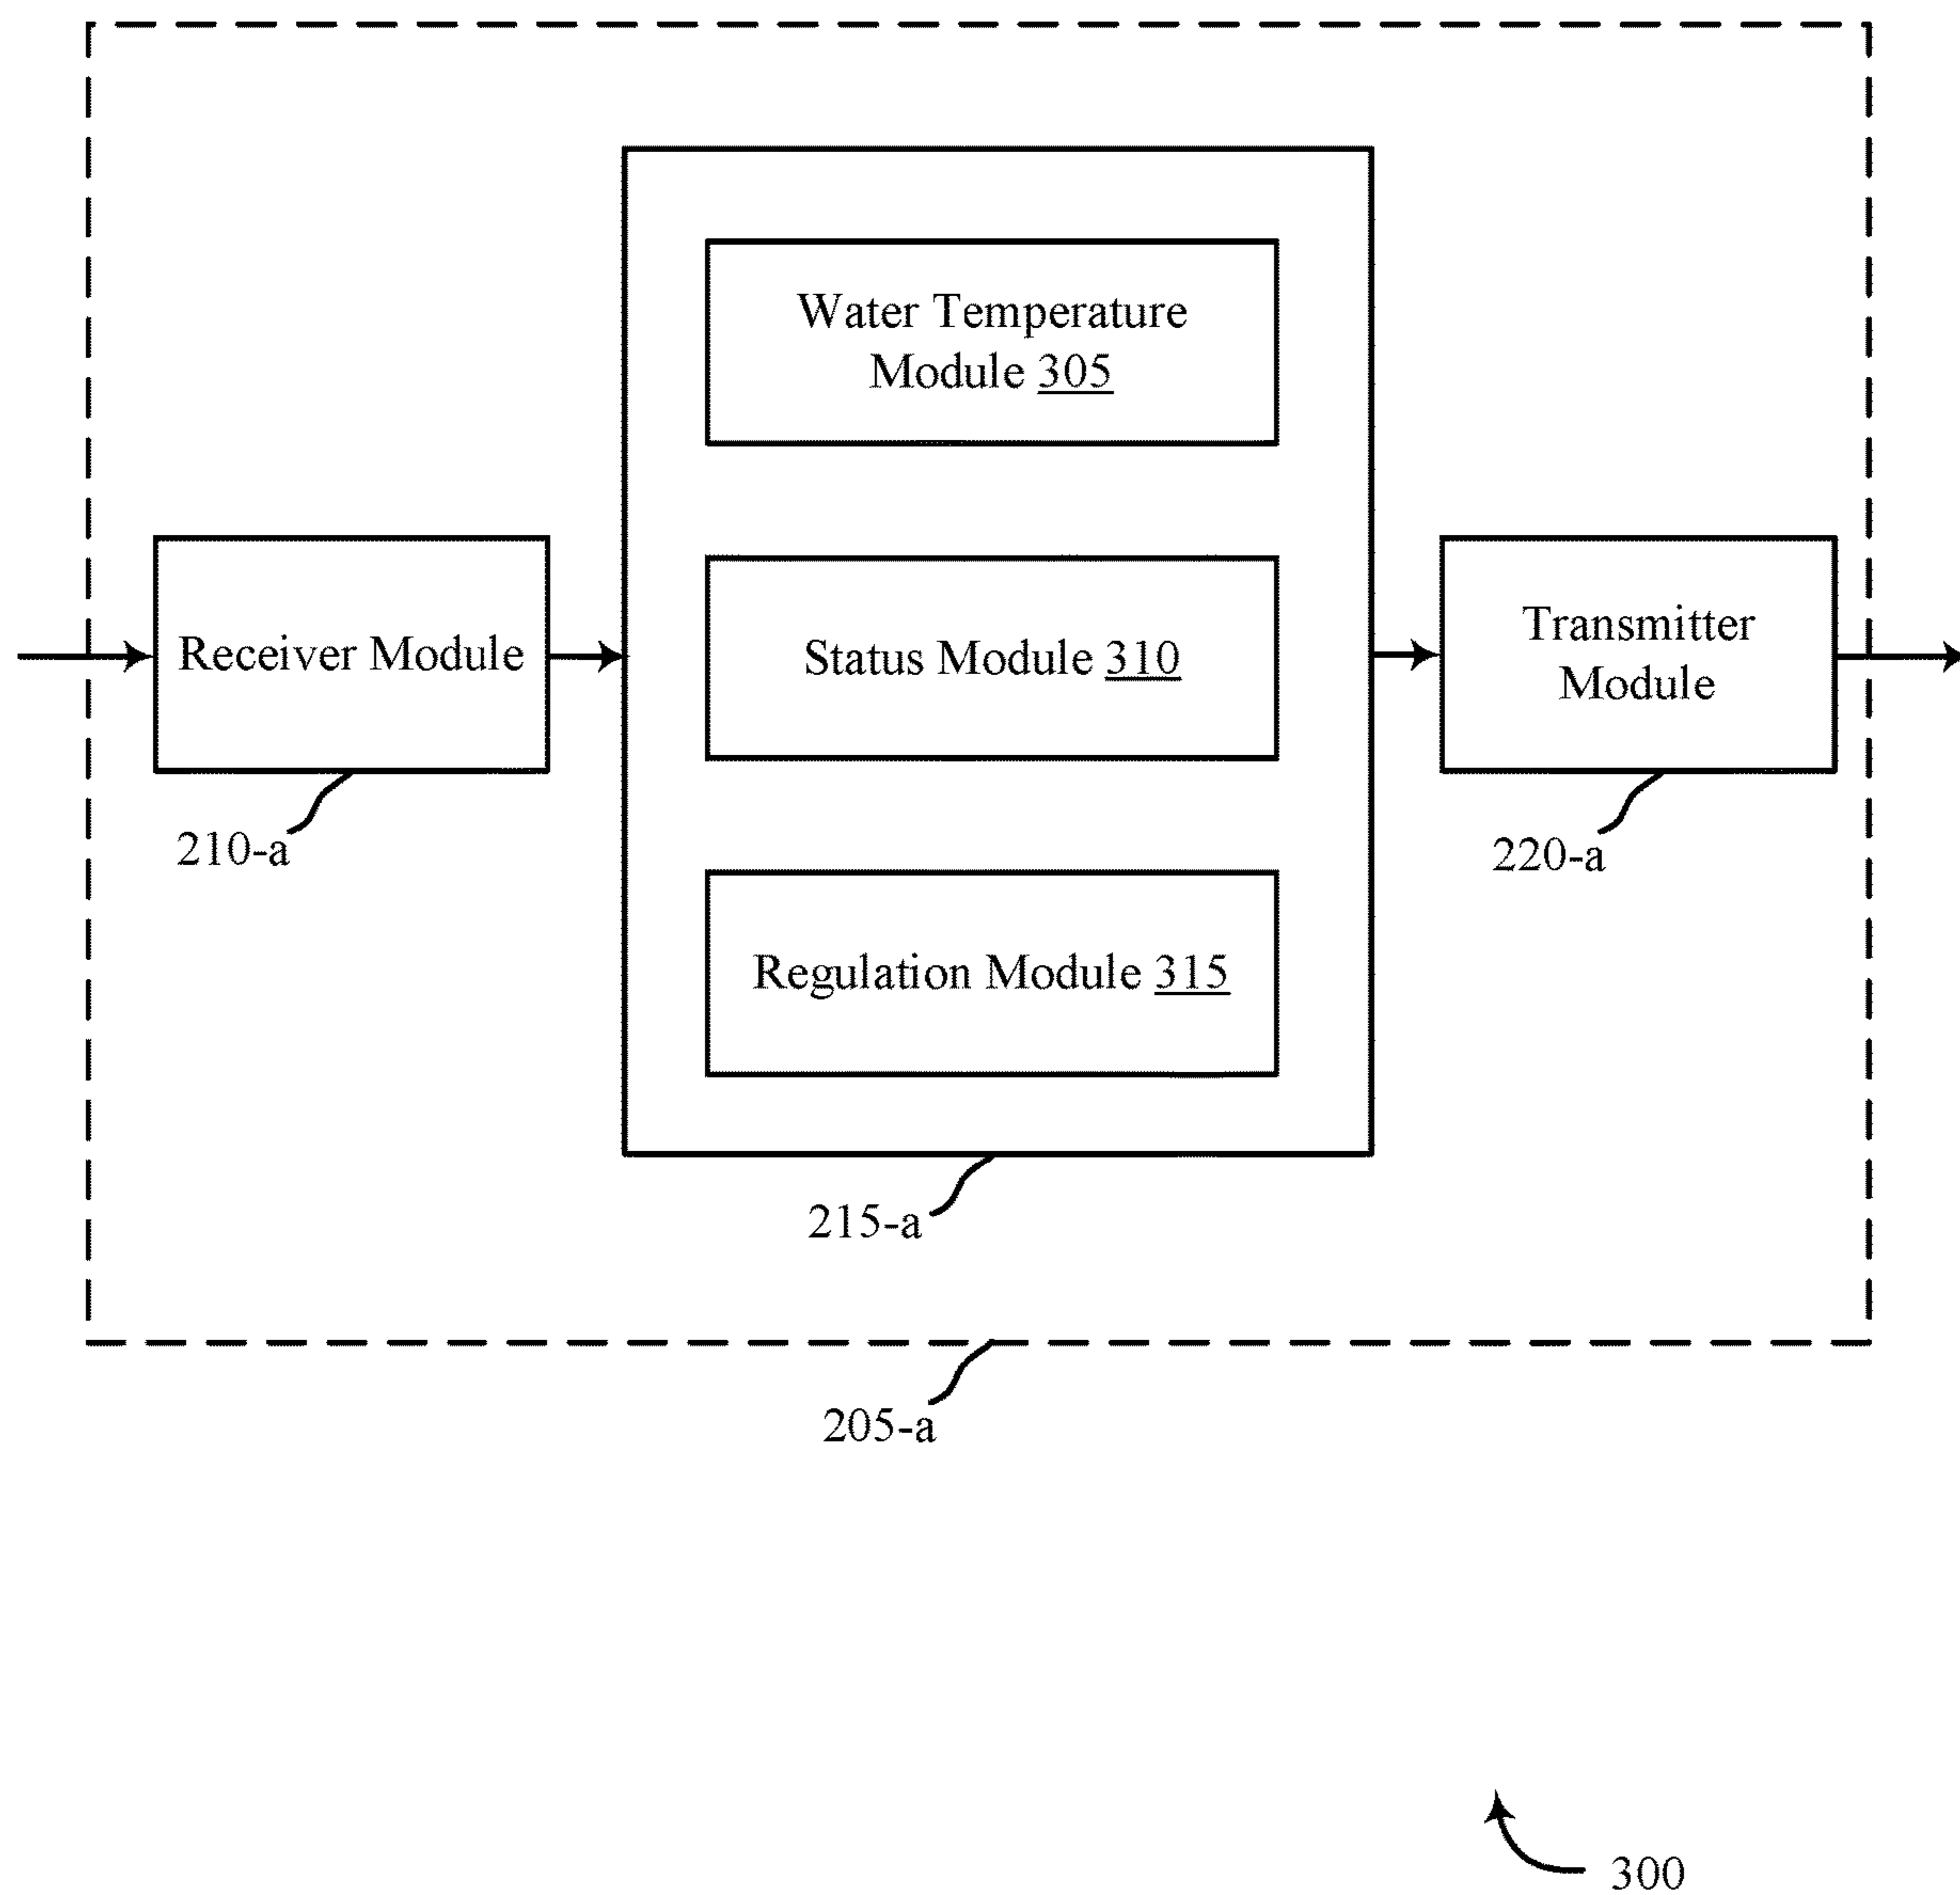 Water Temperature
Module 305
Receiver Module
Status Module 310
Transmitter
Module
210-a
220-a
Regulation Module 315
215-a
205-a
300